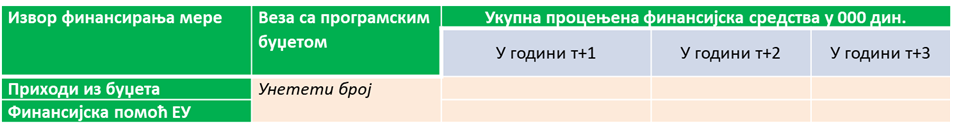 Извор финансирања мере
Веза са програмским
буџетом
Укупна процењена финансијска средства у 000 дин.
У години т+1
У години т+2
У години т+3
Приходи из буџета
Унетети број
Финансијска помоћ ЕУ